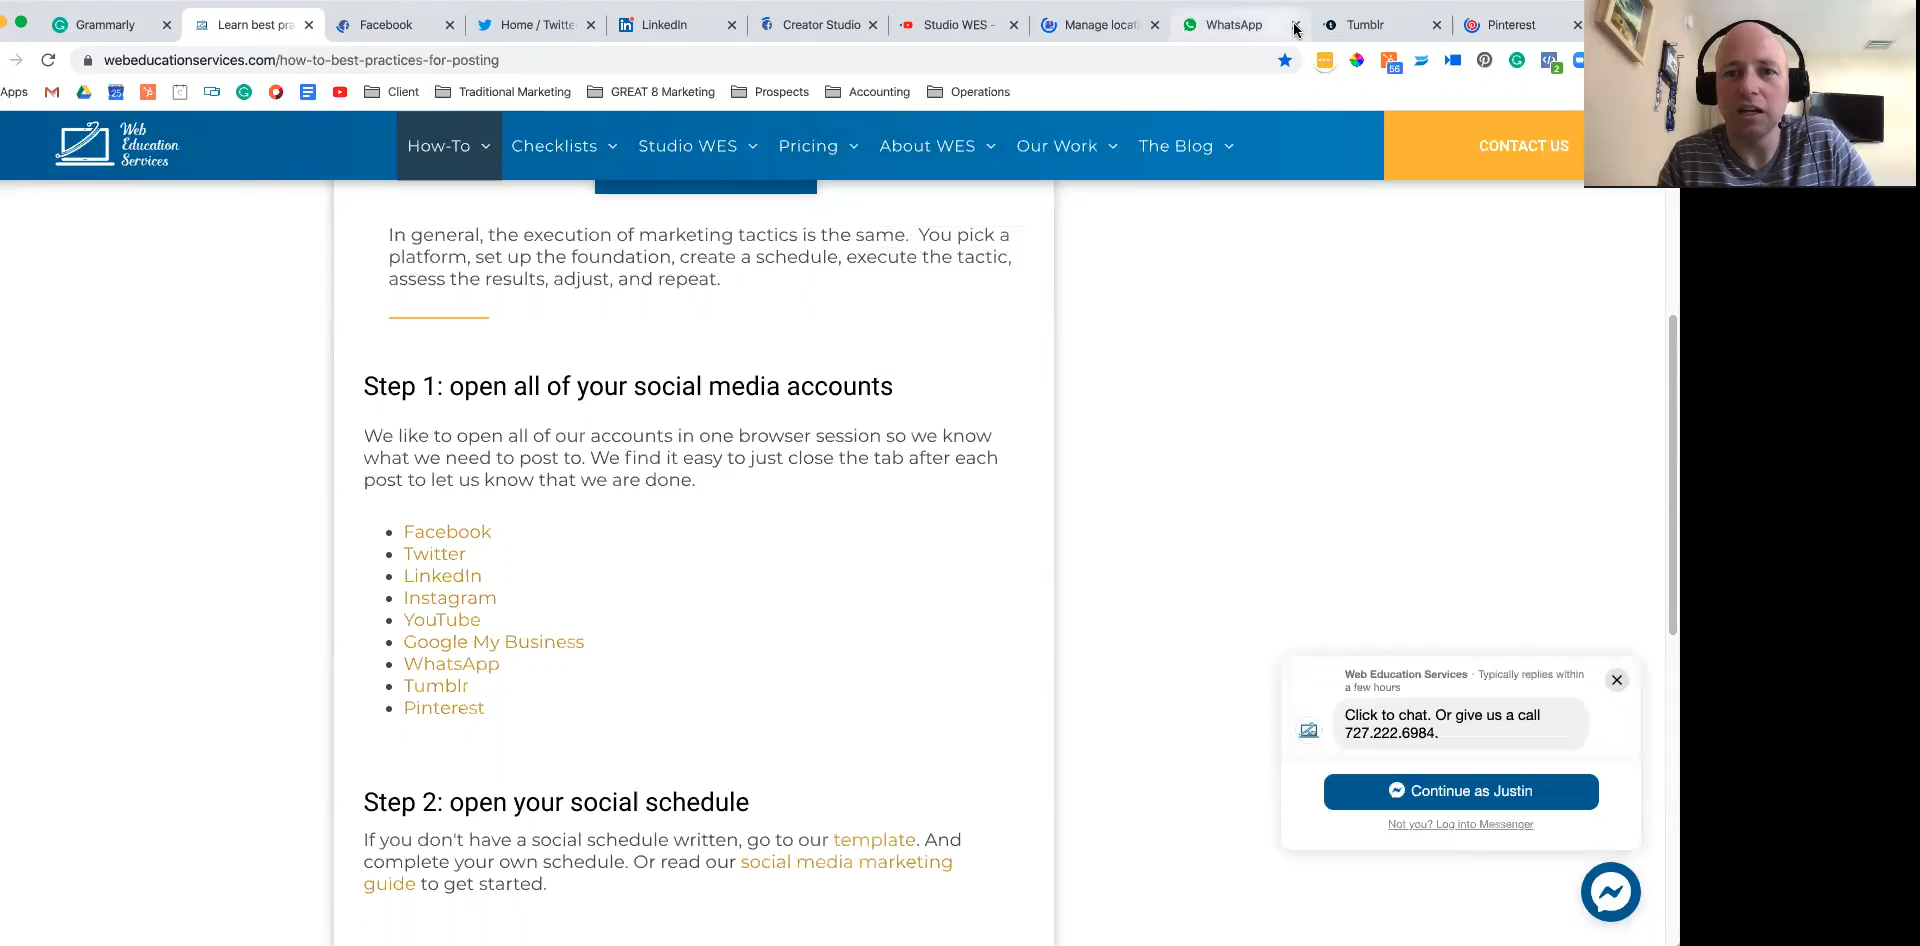 Grammarly
Learn best pra
Facebook
Home / Twitte
LinkedIn
Creator Studio
Studio WES -
Manage locati
WhatsApp
Tumblr
Pinterest
webeducationservices.com/how-to-best-practices-for-posting
56
2
Apps
25
Client
Traditional Marketing
GREAT 8 Marketing
Prospects
Accounting
Operations
Web
Education
Services
How-To
Checklists
Studio WES
Pricing
About WES
Our Work
The Blog
CONTACT US
In general, the execution of marketing tactics is the same.  You pick a
platform, set up the foundation, create a schedule, execute the tactic,
assess the results, adjust, and repeat.
Step 1: open all of your social media accounts
We like to open all of our accounts in one browser session so we know
what we need to post to. We find it easy to just close the tab after each
post to let us know that we are done.
Facebook
Twitter
LinkedIn
Instagram
YouTube
Google My Business
WhatsApp
Tumblr
Pinterest
Step 2: open your social schedule
If you don't have a social schedule written, go to our template. And
complete your own schedule. Or read our social media marketing
guide to get started.
Web Education Services · Typically replies within
a few hours
Click to chat. Or give us a call
727.222.6984.
Continue as Justin
Not you? Log into Messenger